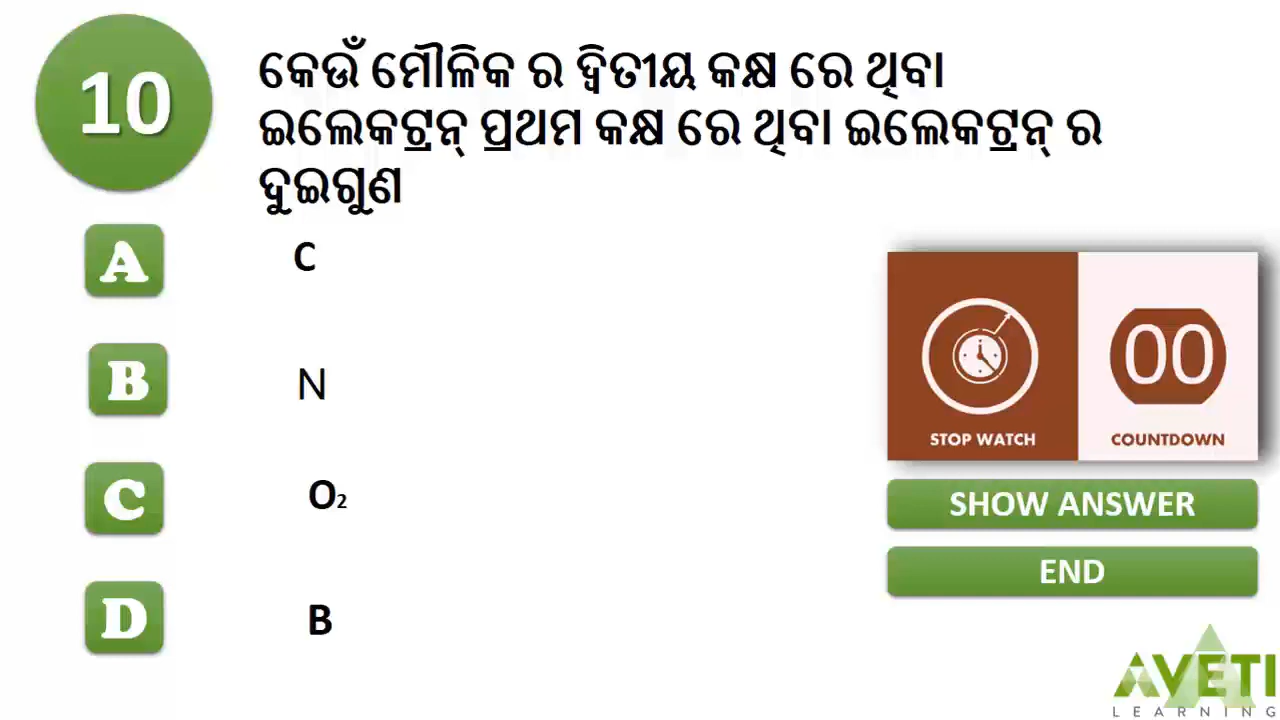 10
କେଉଁ ମୌଳିକ ର ଦ୍ୱିତୀୟ କକ୍ଷ ରେ ଥିବା
ଇଲେକଟ୍ରନ୍ ପ୍ରଥମ କକ୍ଷ ରେ ଥିବା ଇଲେକଟ୍ରନ୍ ର
ଦୁଇଗୁଣ
A C
B N
C O₂
D B
00
STOP WATCH COUNTDOWN
SHOW ANSWER
END
AVETI
LEARNING